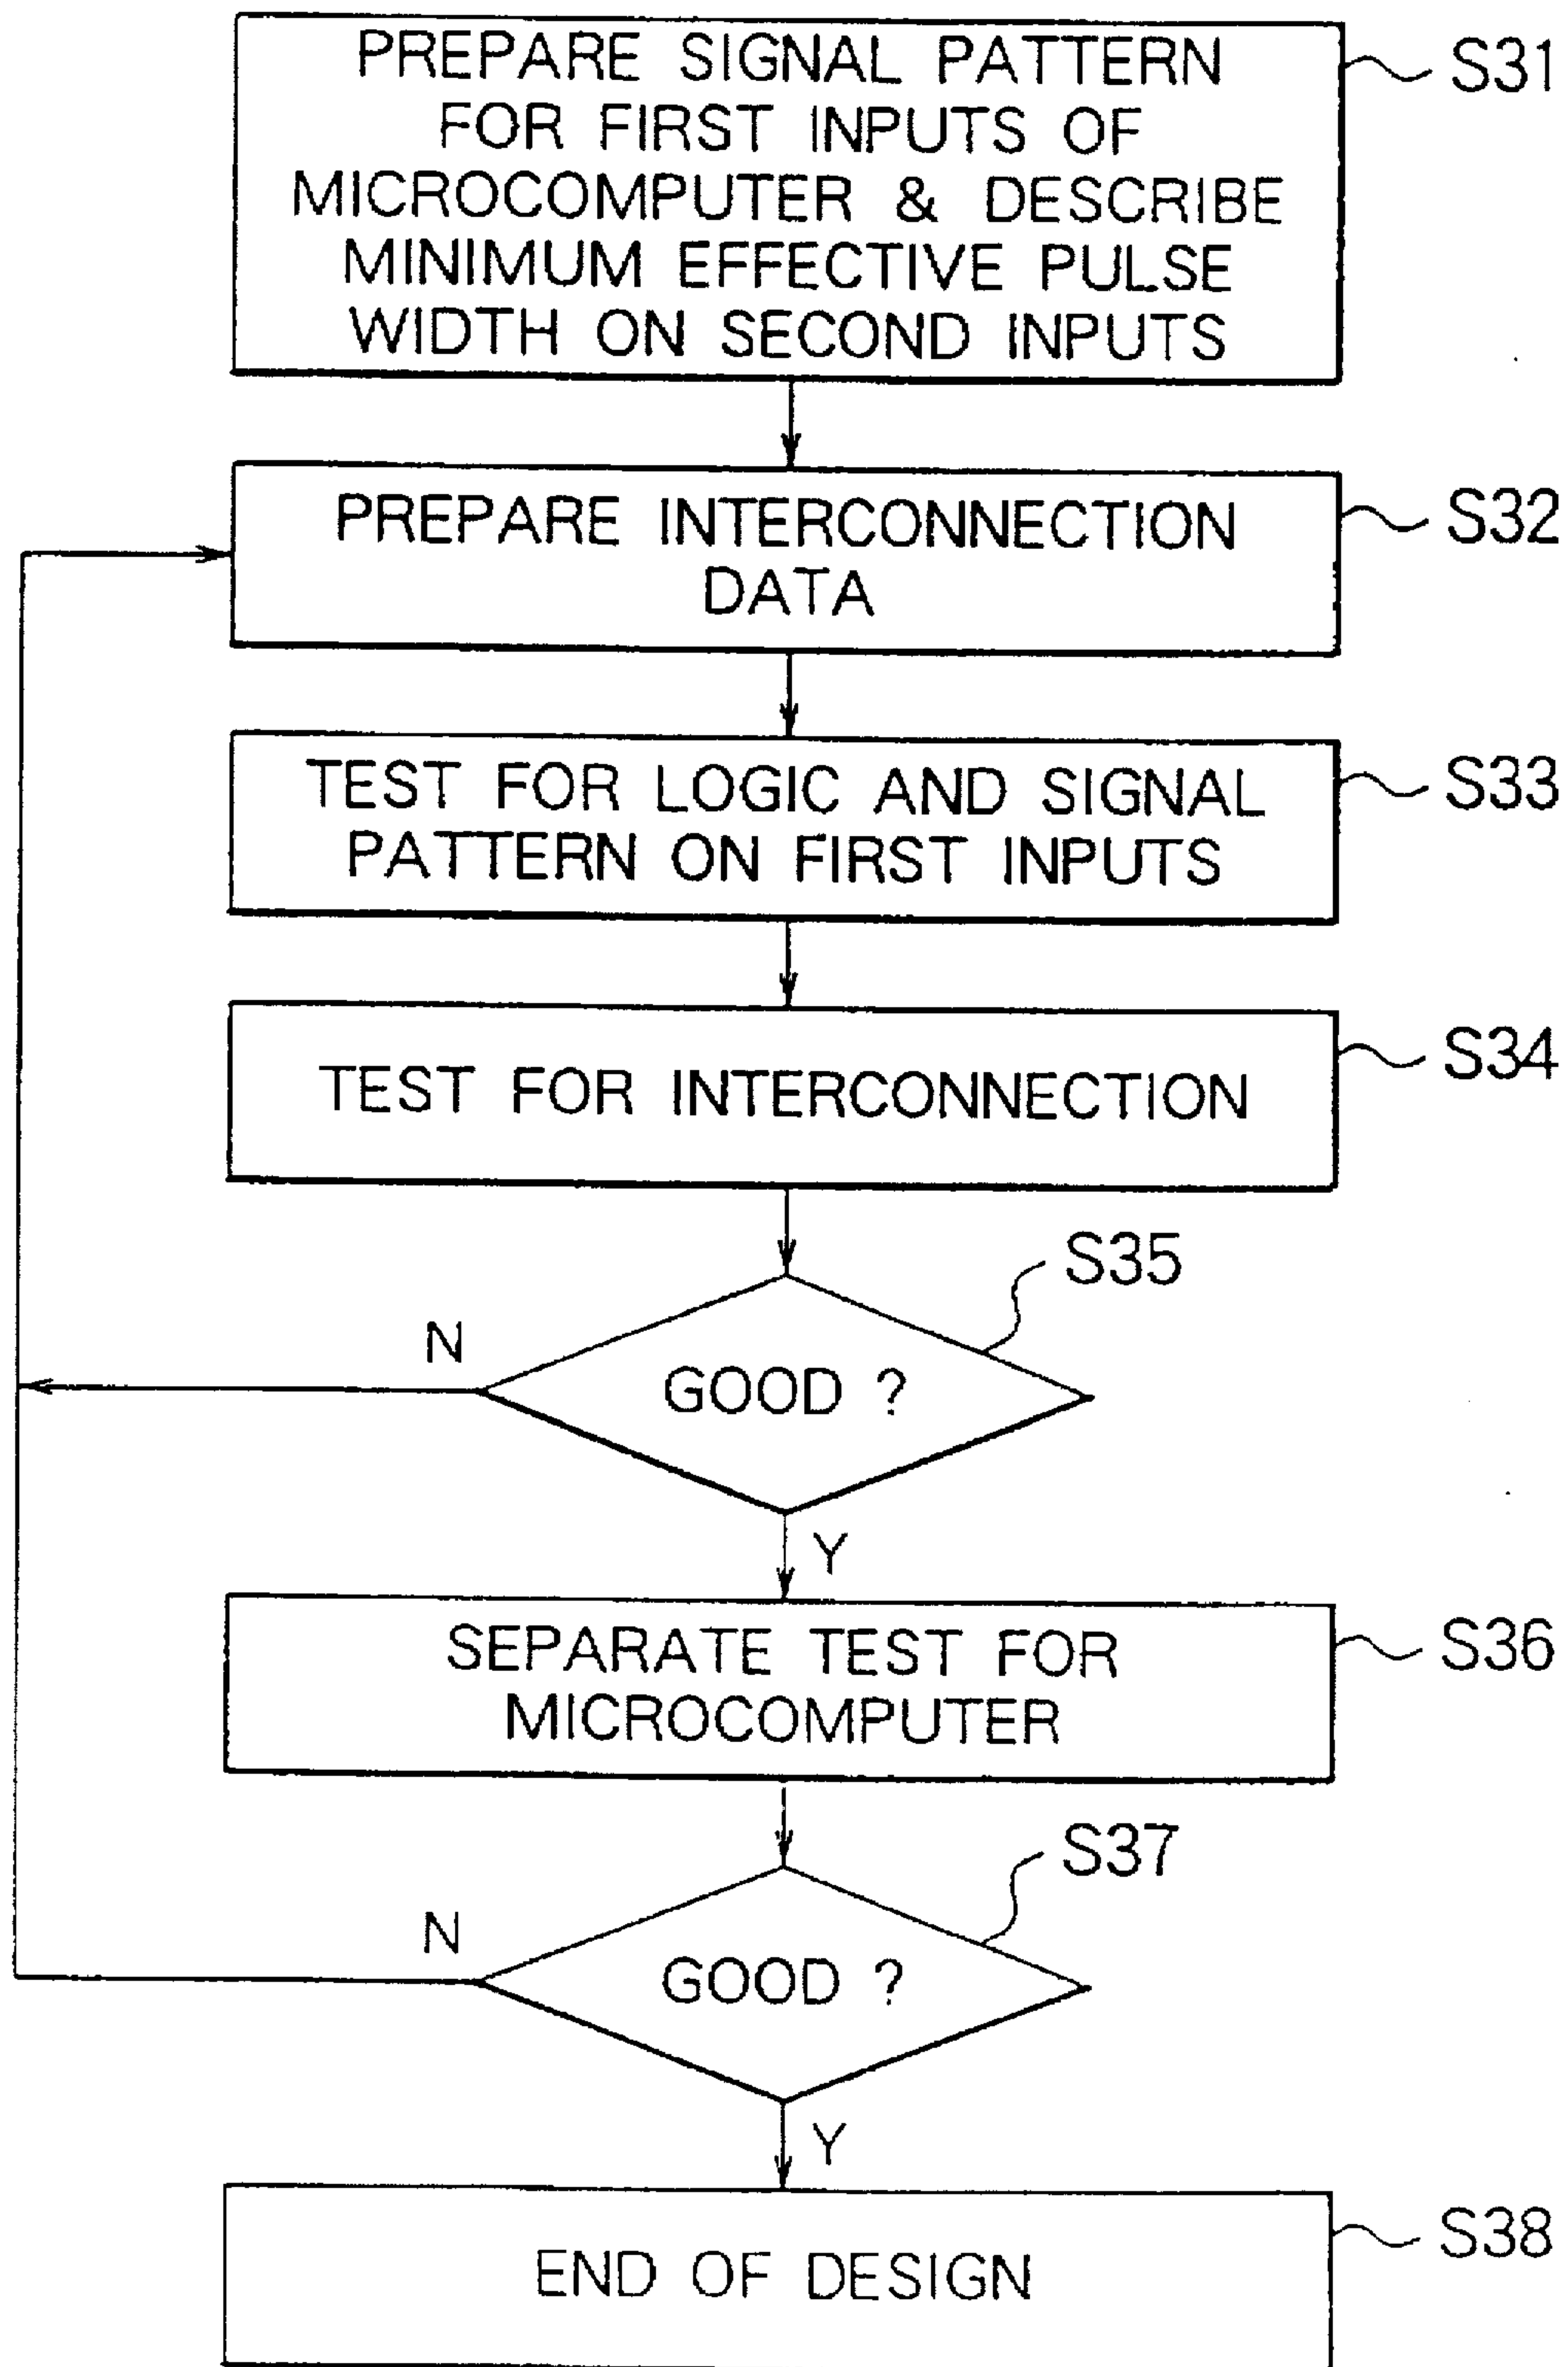 PREPARE SIGNAL PATTERN
FOR FIRST INPUTS OF
MICROCOMPUTER & DESCRIBE
MINIMUM EFFECTIVE PULSE
WIDTH ON SECOND INPUTS
S31
PREPARE INTERCONNECTION
DATA
S32
TEST FOR LOGIC AND SIGNAL
PATTERN ON FIRST INPUTS
S33
TEST FOR INTERCONNECTION
S34
S35
N
GOOD ?
Y
SEPARATE TEST FOR
MICROCOMPUTER
S36
S37
N
GOOD ?
Y
END OF DESIGN
S38